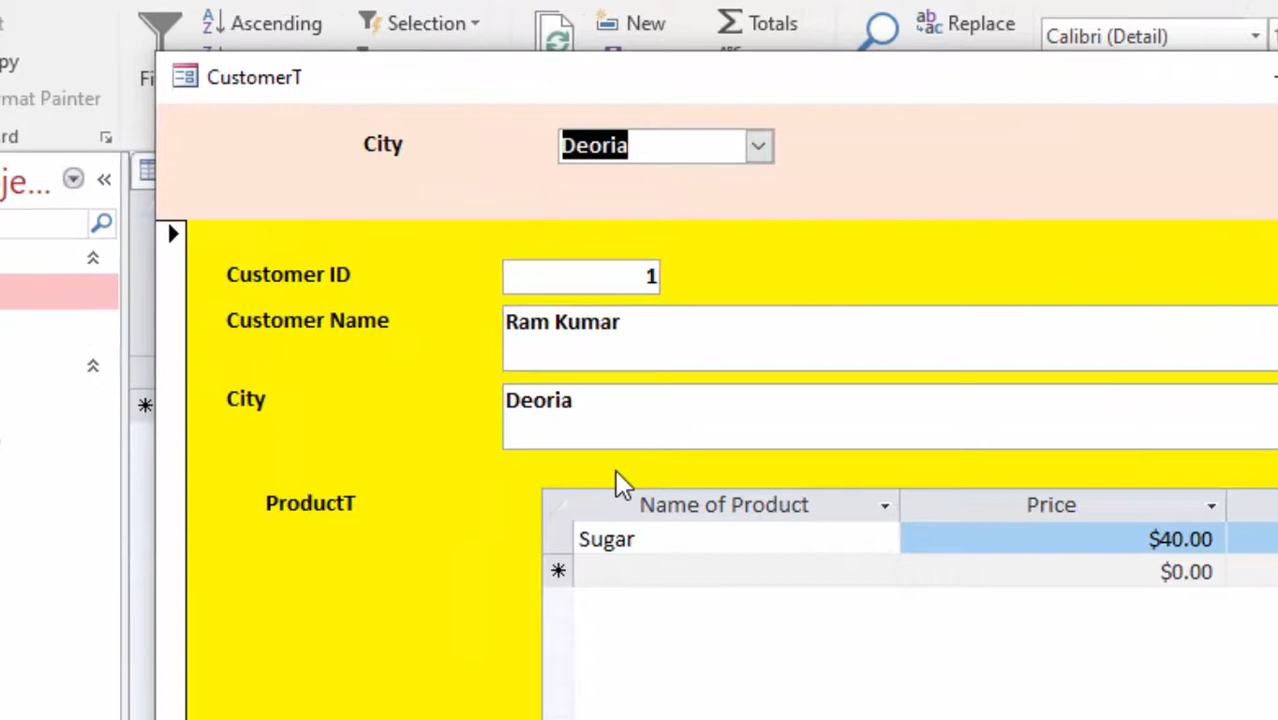 Ascending
Selection
New
Totals
Replace
Calibri (Detail)
py
Fi
rmat Painter
rd
CustomerT
City
Deoria
je...
Customer ID
1
Customer Name
Ram Kumar
City
Deoria
ProductT
Name of Product
Price
Sugar
$40.00
$0.00